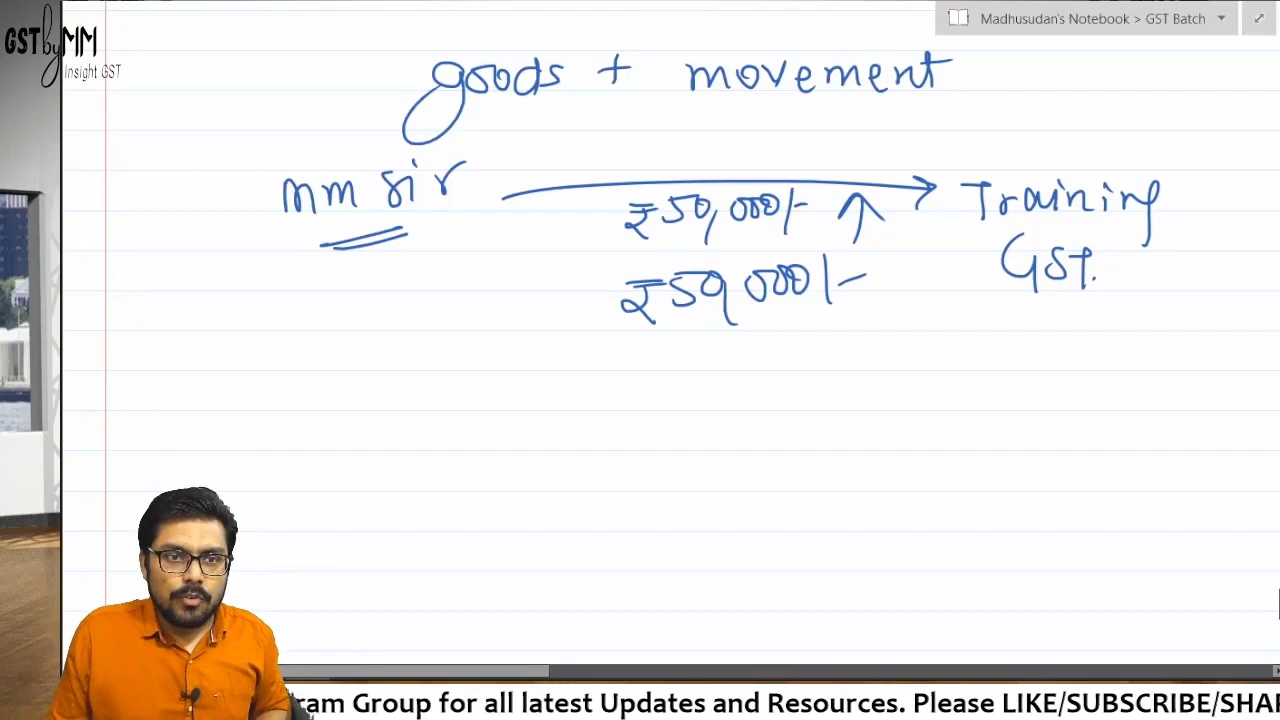 GST by MM
Insight GST
Madhusudan's Notebook > GST Batch
goods + movement
mm sir
₹50,000/-
Training
GST.
₹50,000/-
ram Group for all latest Updates and Resources. Please LIKE/SUBSCRIBE/SHA